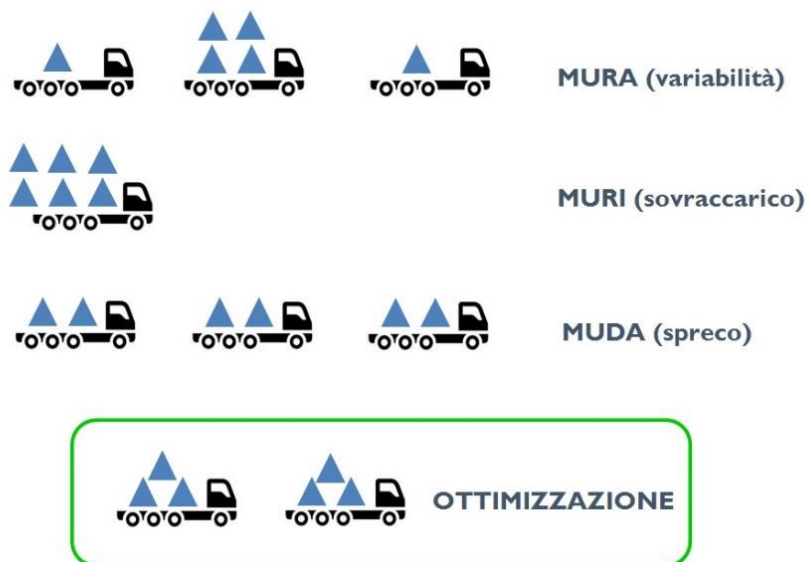 MURA (variabilità)
MURI (sovraccarico)
MUDA (spreco)
OTTIMIZZAZIONE